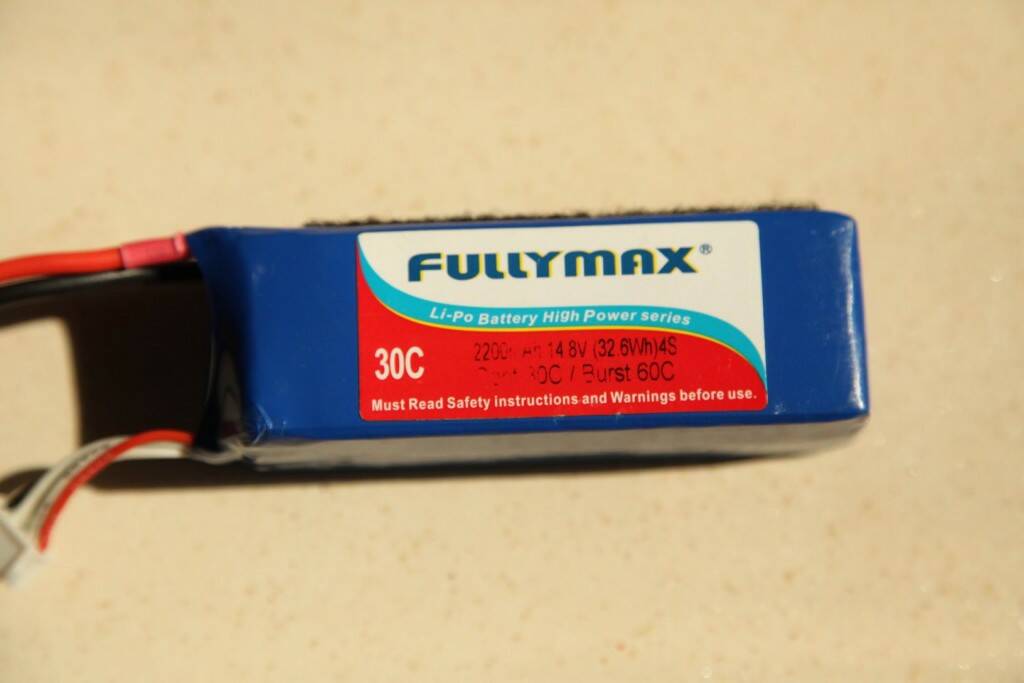 FULLYMAX®
Li-Po Battery High Power series
30C
14.8V (32.6Wh)4S
/ Burst 60C
Must Read Safety instructions and Warnings before use.